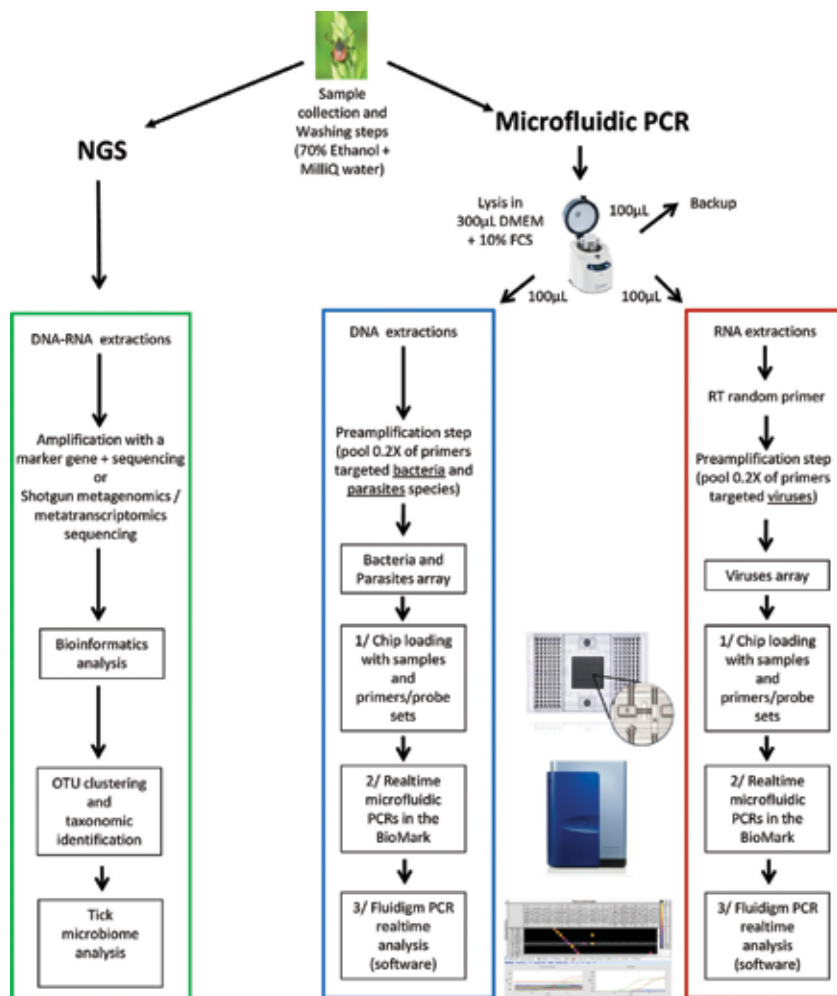 Sample
collection and
Washing steps
(70% Ethanol +
MilliQ water)
NGS
Microfluidic PCR
Lysis in
300µL DMEM
+ 10% FCS
100µL
Backup
100µL
100µL
DNA-RNA extractions
Amplification with a
marker gene + sequencing
or
Shotgun metagenomics /
metatranscriptomics
sequencing
Bioinformatics
analysis
OTU clustering
and
taxonomic
identification
Tick
microbiome
analysis
DNA extractions
Preamplification step
(pool 0.2X of primers
targeted bacteria and
parasites species)
Bacteria and
Parasites array
1/ Chip loading
with samples
and
primers/probe
sets
2/ Realtime
microfluidic
PCRs in the
BioMark
3/ Fluidigm PCR
realtime
analysis
(software)
RNA extractions
RT random primer
Preamplification step
(pool 0.2X of primers
targeted viruses)
Viruses array
1/ Chip loading
with samples
and
primers/probe
sets
2/ Realtime
microfluidic
PCRs in the
BioMark
3/ Fluidigm PCR
realtime
analysis
(software)